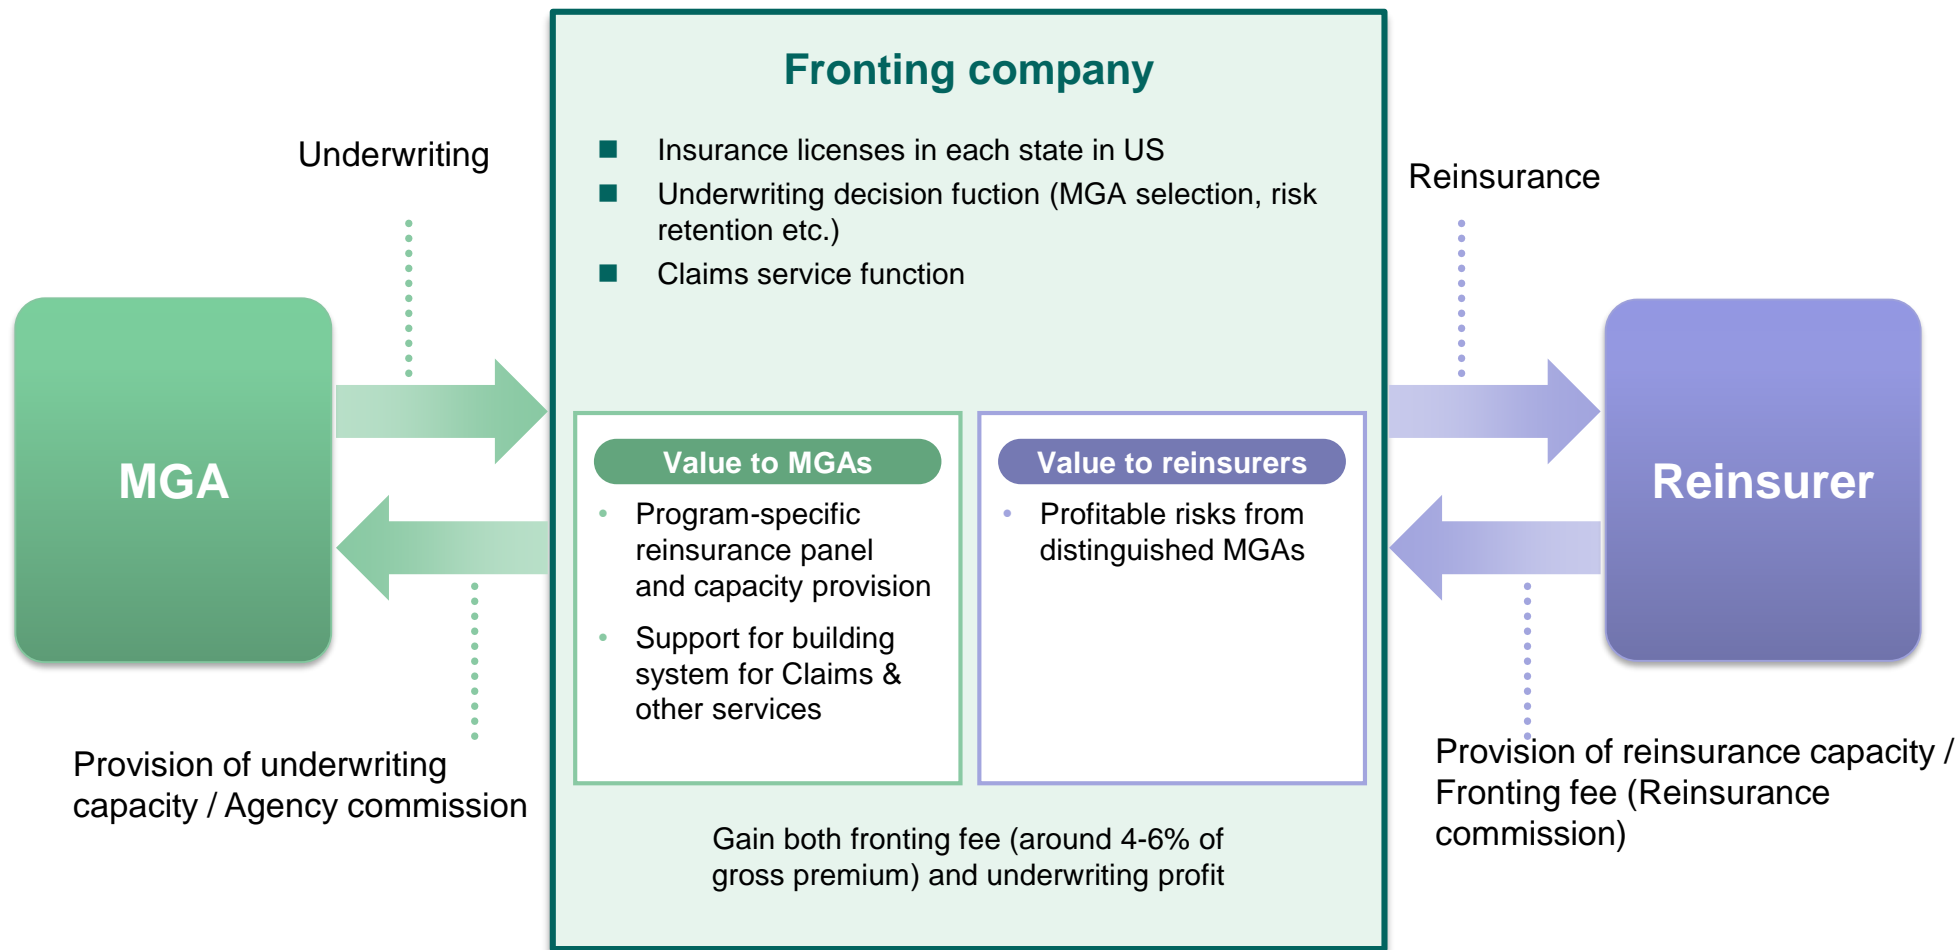 Fronting company
Underwriting
Insurance licenses in each state in US
Underwriting decision fuction (MGA selection, risk
retention etc.)
Claims service function
Reinsurance
MGA
Value to MGAs
Program-specific
reinsurance panel
and capacity provision
Support for building
system for Claims &
other services
Value to reinsurers
Profitable risks from
distinguished MGAs
Reinsurer
Provision of underwriting
capacity / Agency commission
Provision of reinsurance capacity /
Fronting fee (Reinsurance
commission)
Gain both fronting fee (around 4-6% of
gross premium) and underwriting profit